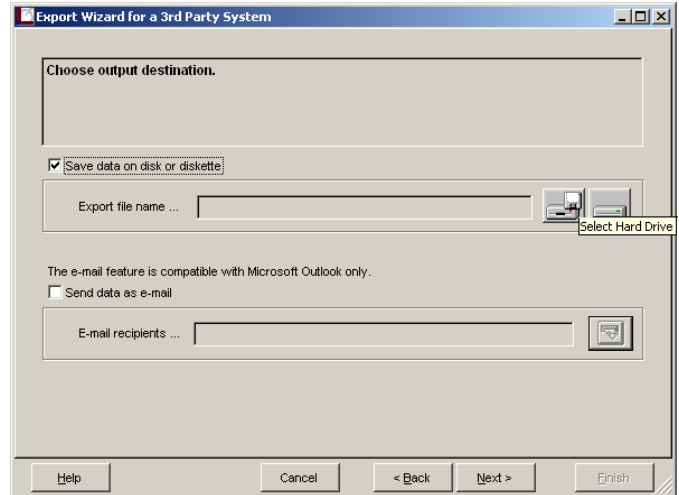 Export Wizard for a 3rd Party System
Choose output destination.
Save data on disk or diskette
Export file name ...
Select Hard Drive
The e-mail feature is compatible with Microsoft Outlook only.
Send data as e-mail
E-mail recipients ...
Help Cancel < Back Next > Finish